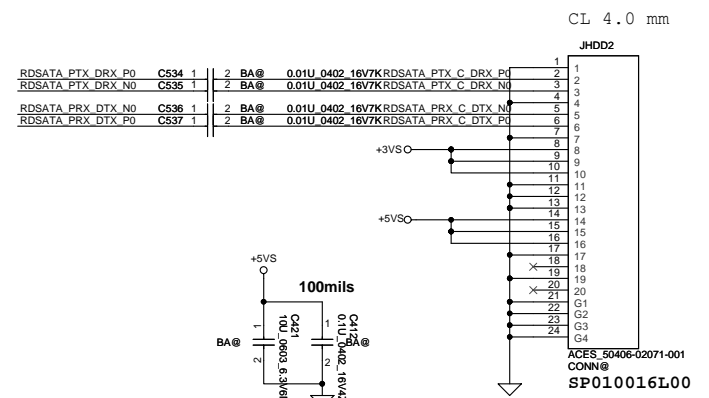 CL 4.0 mm
JHDD2
RDSATA_PTX_DRX_P0 C534 1 2 BA@ 0.01U_0402_16V7K RDSATA_PTX_C_DRX_P0 2
RDSATA_PTX_DRX_N0 C535 1 2 BA@ 0.01U_0402_16V7K RDSATA_PTX_C_DRX_N0 3
RDSATA_PRX_DTX_N0 C536 1 2 BA@ 0.01U_0402_16V7K RDSATA_PRX_C_DTX_N0 5
RDSATA_PRX_DTX_P0 C537 1 2 BA@ 0.01U_0402_16V7K RDSATA_PRX_C_DTX_P0 6
1 1
2
3
4 4
5
6
7 7
+3VS 8 8
9 9
10 10
11 11
12 12
13 13
+5VS 14 14
15 15
16 16
17 17
18 18
19 19
20 20
21 G1
22 G2
23 G3
24 G4
ACES_50406-02071-001
CONN@
SP010016L00
+5VS
100mils
BA@
1
2
C421
10U_0603_6.3V6
1
2
C412
0.1U_0402_16V4
BA@